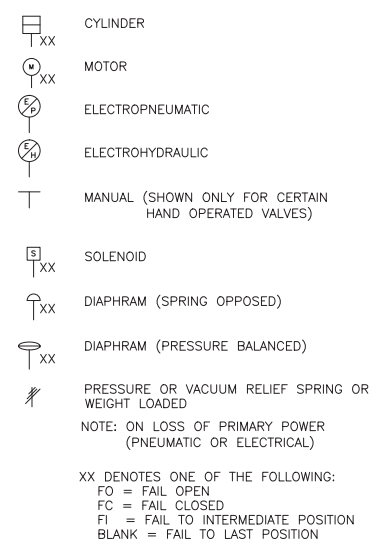 XX CYLINDER
M XX MOTOR
E/P ELECTROPNEUMATIC
E/H ELECTROHYDRAULIC
MANUAL (SHOWN ONLY FOR CERTAIN
HAND OPERATED VALVES)
S XX SOLENOID
XX DIAPHRAM (SPRING OPPOSED)
XX DIAPHRAM (PRESSURE BALANCED)
PRESSURE OR VACUUM RELIEF SPRING OR
WEIGHT LOADED
NOTE: ON LOSS OF PRIMARY POWER
(PNEUMATIC OR ELECTRICAL)
XX DENOTES ONE OF THE FOLLOWING:
FO = FAIL OPEN
FC = FAIL CLOSED
FI = FAIL TO INTERMEDIATE POSITION
BLANK = FAIL TO LAST POSITION